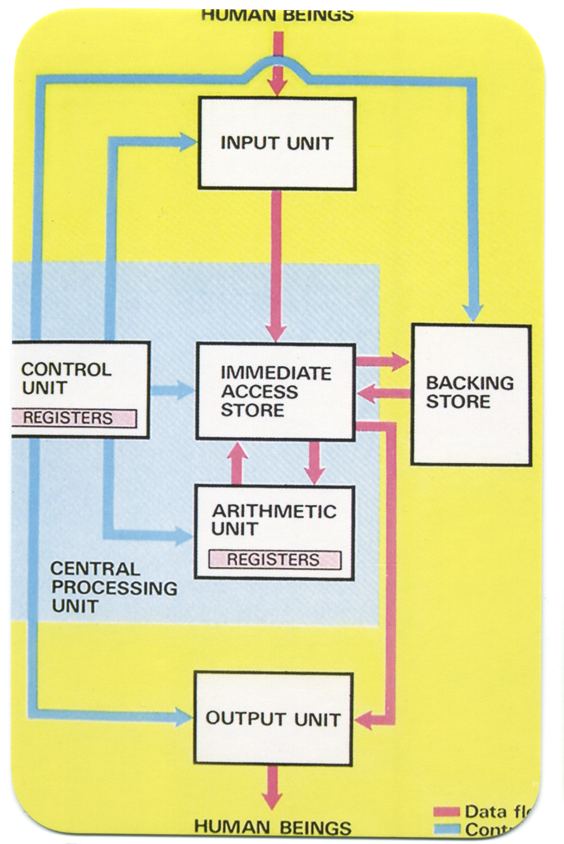 HUMAN BEINGS
INPUT UNIT
CONTROL
UNIT
REGISTERS
IMMEDIATE
ACCESS
STORE
BACKING
STORE
ARITHMETIC
UNIT
REGISTERS
CENTRAL
PROCESSING
UNIT
OUTPUT UNIT
HUMAN BEINGS
Data